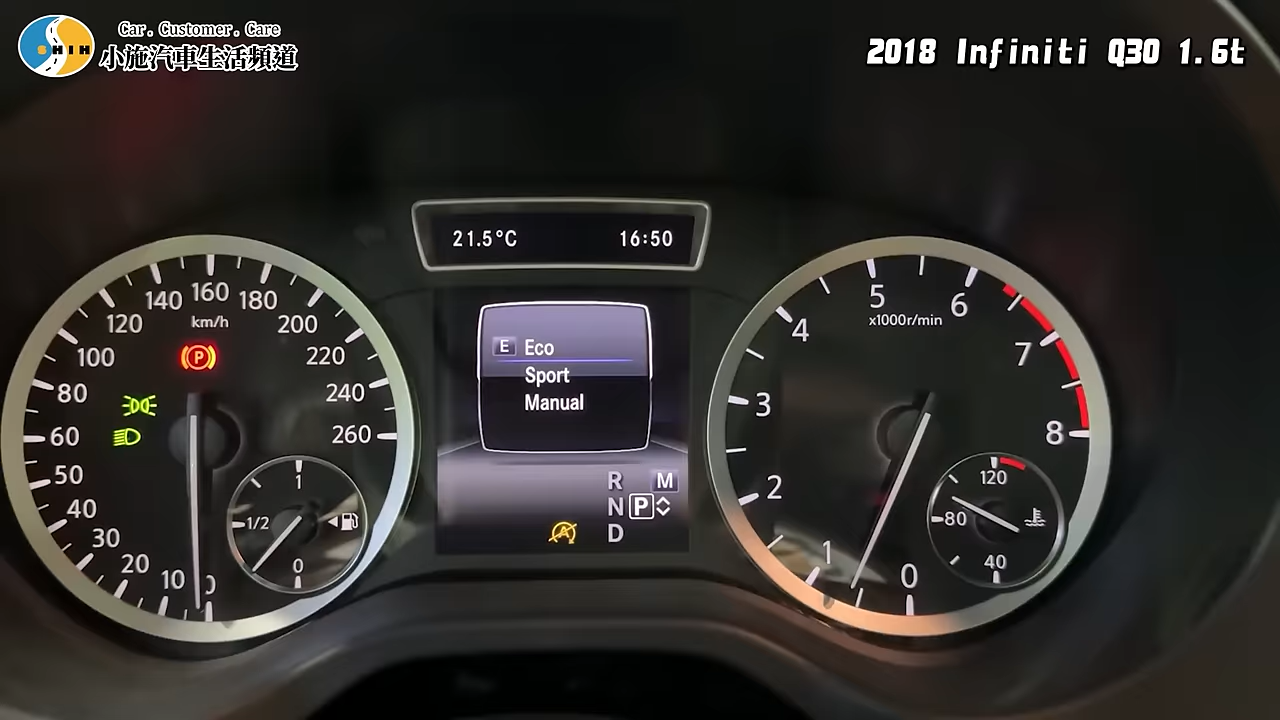 Car. Customer. Care
SHIH
小施汽車生活頻道
2018 Infiniti Q30 1.6t
21.5°C 16:50
E Eco
Sport
Manual
R M
N P
D
0 10 20 30 40 50 60 80 100 120 140 160 180 200 220 240 260
km/h
P
1
1/2
0
0 1 2 3 4 5 6 7 8
x1000r/min
120
80
40
A